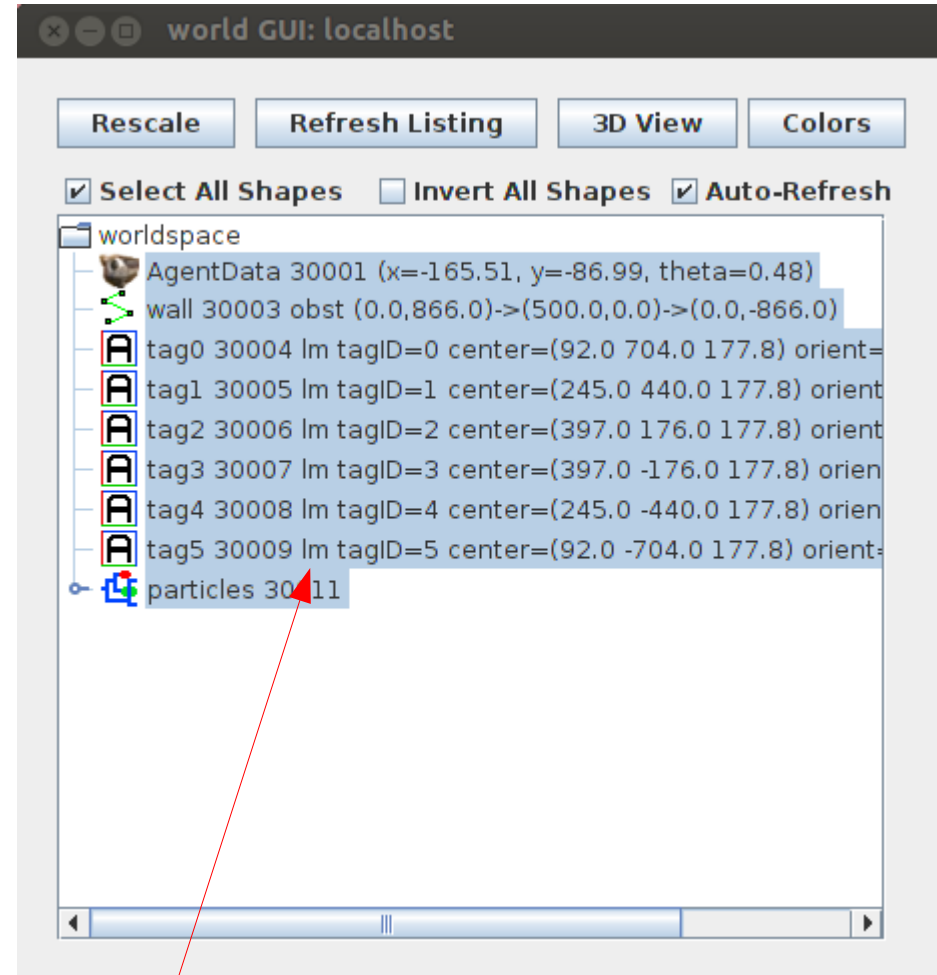 world GUI: localhost
Rescale Refresh Listing 3D View Colors
Select All Shapes Invert All Shapes Auto-Refresh
worldspace
AgentData 30001 (x=-165.51, y=-86.99, theta=0.48)
wall 30003 obst (0.0,866.0)->(500.0,0.0)->(0.0,-866.0)
tag0 30004 lm tagID=0 center=(92.0 704.0 177.8) orient=
tag1 30005 lm tagID=1 center=(245.0 440.0 177.8) orient
tag2 30006 lm tagID=2 center=(397.0 176.0 177.8) orient
tag3 30007 lm tagID=3 center=(397.0 -176.0 177.8) orien
tag4 30008 lm tagID=4 center=(245.0 -440.0 177.8) orien
tag5 30009 lm tagID=5 center=(92.0 -704.0 177.8) orient=
particles